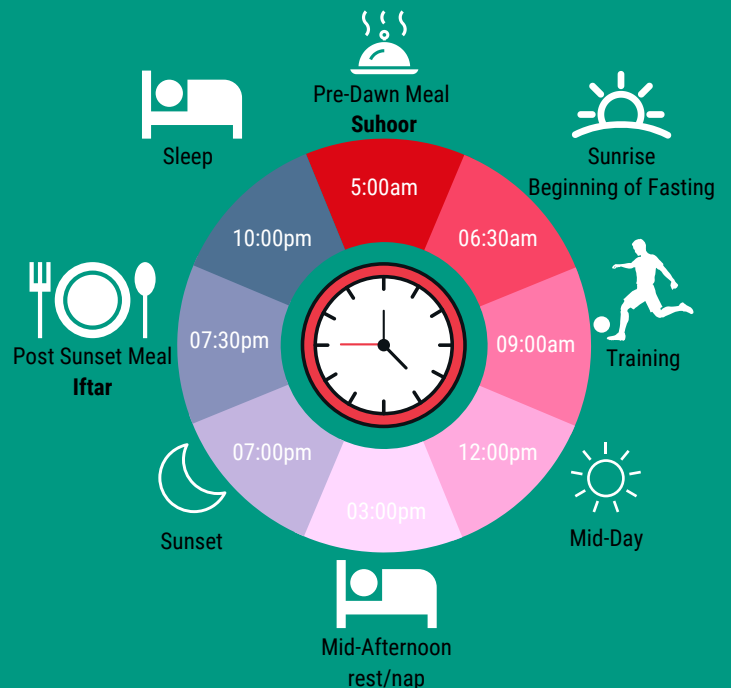 Pre-Dawn Meal
Suhoor
5:00am
Sunrise
Beginning of Fasting
06:30am
Training
09:00am
Mid-Day
12:00pm
Mid-Afternoon
rest/nap
03:00pm
Sunset
07:00pm
Post Sunset Meal
Iftar
07:30pm
Sleep
10:00pm